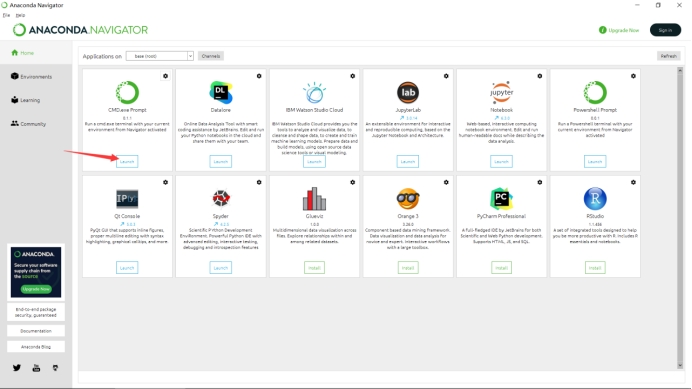 Anaconda Navigator
File Help
ANACONDA.NAVIGATOR
Upgrade Now
Sign in
Home
Environments
Learning
Community
Applications on
base (root)
Channels
Refresh
CMD.exe Prompt
0.1.1
Run a cmd.exe terminal with your current
environment from Navigator activated
Launch
Datalore
Online Data Analysis Tool with smart
coding assistance by JetBrains. Edit and run
your Python notebooks in the cloud and
share them with your team.
Launch
IBM Watson Studio Cloud
IBM Watson Studio Cloud provides you the
tools to analyze and visualize data, to
cleanse and shape data, to create and train
machine learning models. Prepare data and
build models, using open source data
science tools or visual modeling.
Launch
JupyterLab
An extensible environment for interactive
and reproducible computing, based on the
Jupyter Notebook and Architecture.
Launch
Notebook
Web-based, interactive computing
notebook environment. Edit and run
human-readable docs while describing the
data analysis.
Launch
Powershell Prompt
0.0.1
Run a Powershell terminal with your
current environment from Navigator
activated
Launch
Qt Console
PyQt GUI that supports inline figures,
proper multiline editing with syntax
highlighting, graphical calltips, and more.
Launch
Spyder
Scientific Python Development
EnviRonment. Powerful Python IDE with
advanced editing, interactive testing,
debugging and introspection features
Launch
Glueviz
1.0.0
Multidimensional data visualization across
files. Explore relationships within and
among related datasets.
Install
Orange 3
3.26.0
Component based data mining framework.
Data visualization and data analysis for
novice and expert. Interactive workflows
with a large toolbox.
Install
PyCharm Professional
A full-fledged IDE by JetBrains for both
Scientific and Web Python development.
Supports HTML, JS, and SQL.
Install
RStudio
1.1.456
A set of integrated tools designed to help
you be more productive with R. Includes R
essentials and notebooks.
Install
ANACONDA
Secure your software
supply chain from
the source
Upgrade Now
End-to-end package
security, guaranteed
Documentation
Anaconda Blog